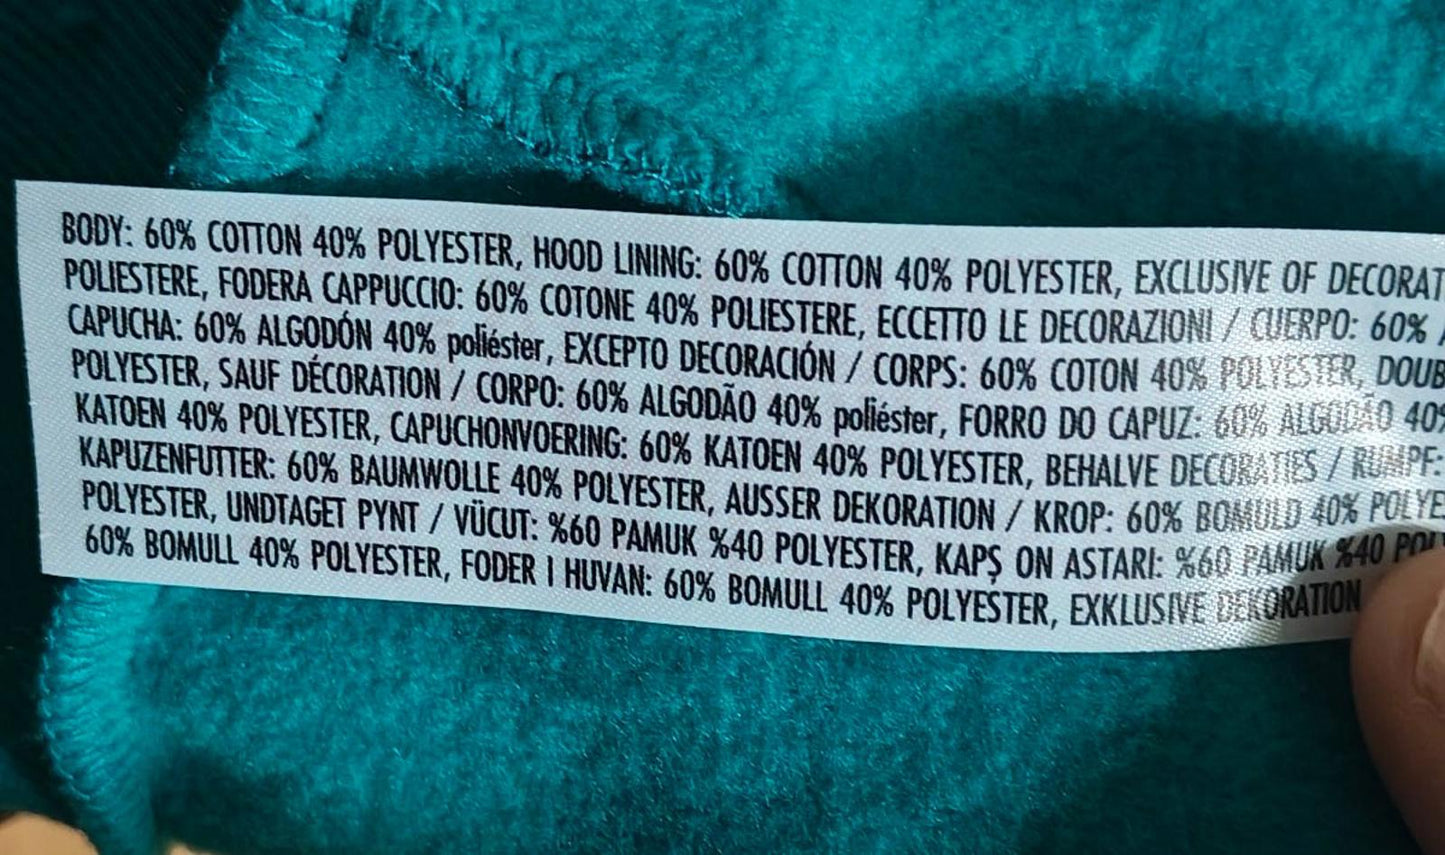 BODY: 60% COTTON 40% POLYESTER, HOOD LINING: 60% COTTON 40% POLYESTER, EXCLUSIVE OF DECORAT
POLIESTERE, FODERA CAPPUCCIO: 60% COTONE 40% POLIESTERE, ECCETTO LE DECORAZIONI / CUERPO: 60%
CAPUCHA: 60% ALGODÓN 40% poliéster, EXCEPTO DECORACIÓN / CORPS: 60% COTON 40% POLYESTER, DOUB
POLYESTER, SAUF DÉCORATION / CORPO: 60% ALGODÃO 40% poliéster, FORRO DO CAPUZ: 60% ALGODÃO 40%
KATOEN 40% POLYESTER, CAPUCHONVOERING: 60% KATOEN 40% POLYESTER, BEHALVE DECORATIES / RUMPF:
KAPUZENFUTTER: 60% BAUMWOLLE 40% POLYESTER, AUSSER DEKORATION / KROP: 60% BOMULD 40% POLYE
POLYESTER, UNDTAGET PYNT / VÜCUT: %60 PAMUK %40 POLYESTER, KAPŞ ON ASTARI: %60 PAMUK %40 POLY
60% BOMULL 40% POLYESTER, FODER I HUVAN: 60% BOMULL 40% POLYESTER, EXKLUSIVE DEKORATION